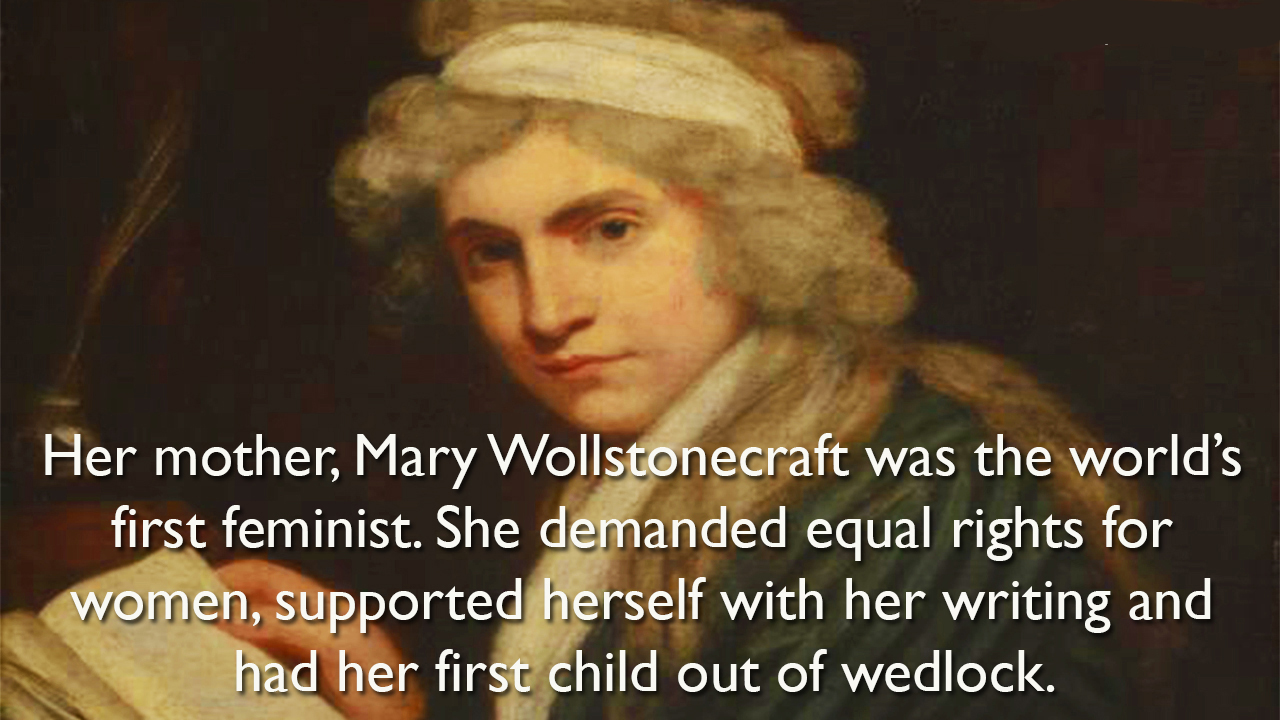 Her mother, Mary Wollstonecraft was the world’s
first feminist. She demanded equal rights for
women, supported herself with her writing and
had her first child out of wedlock.